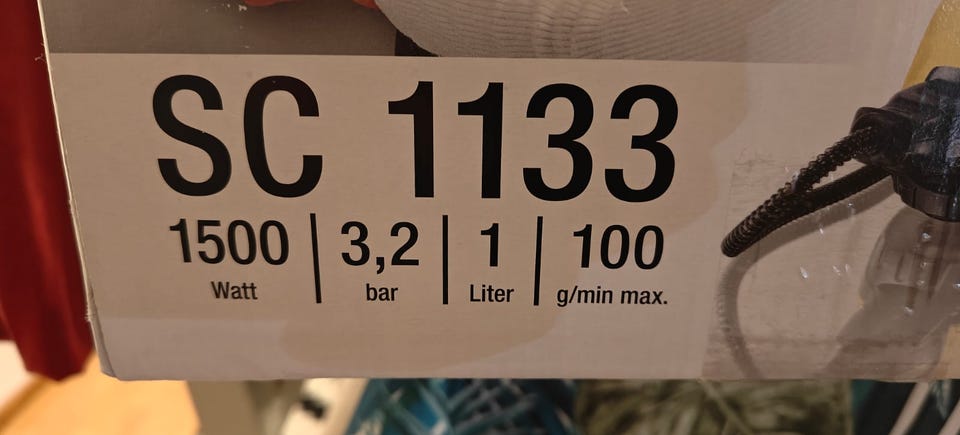 SC 1133
1500 3,2 1 100
Watt bar Liter g/min max.